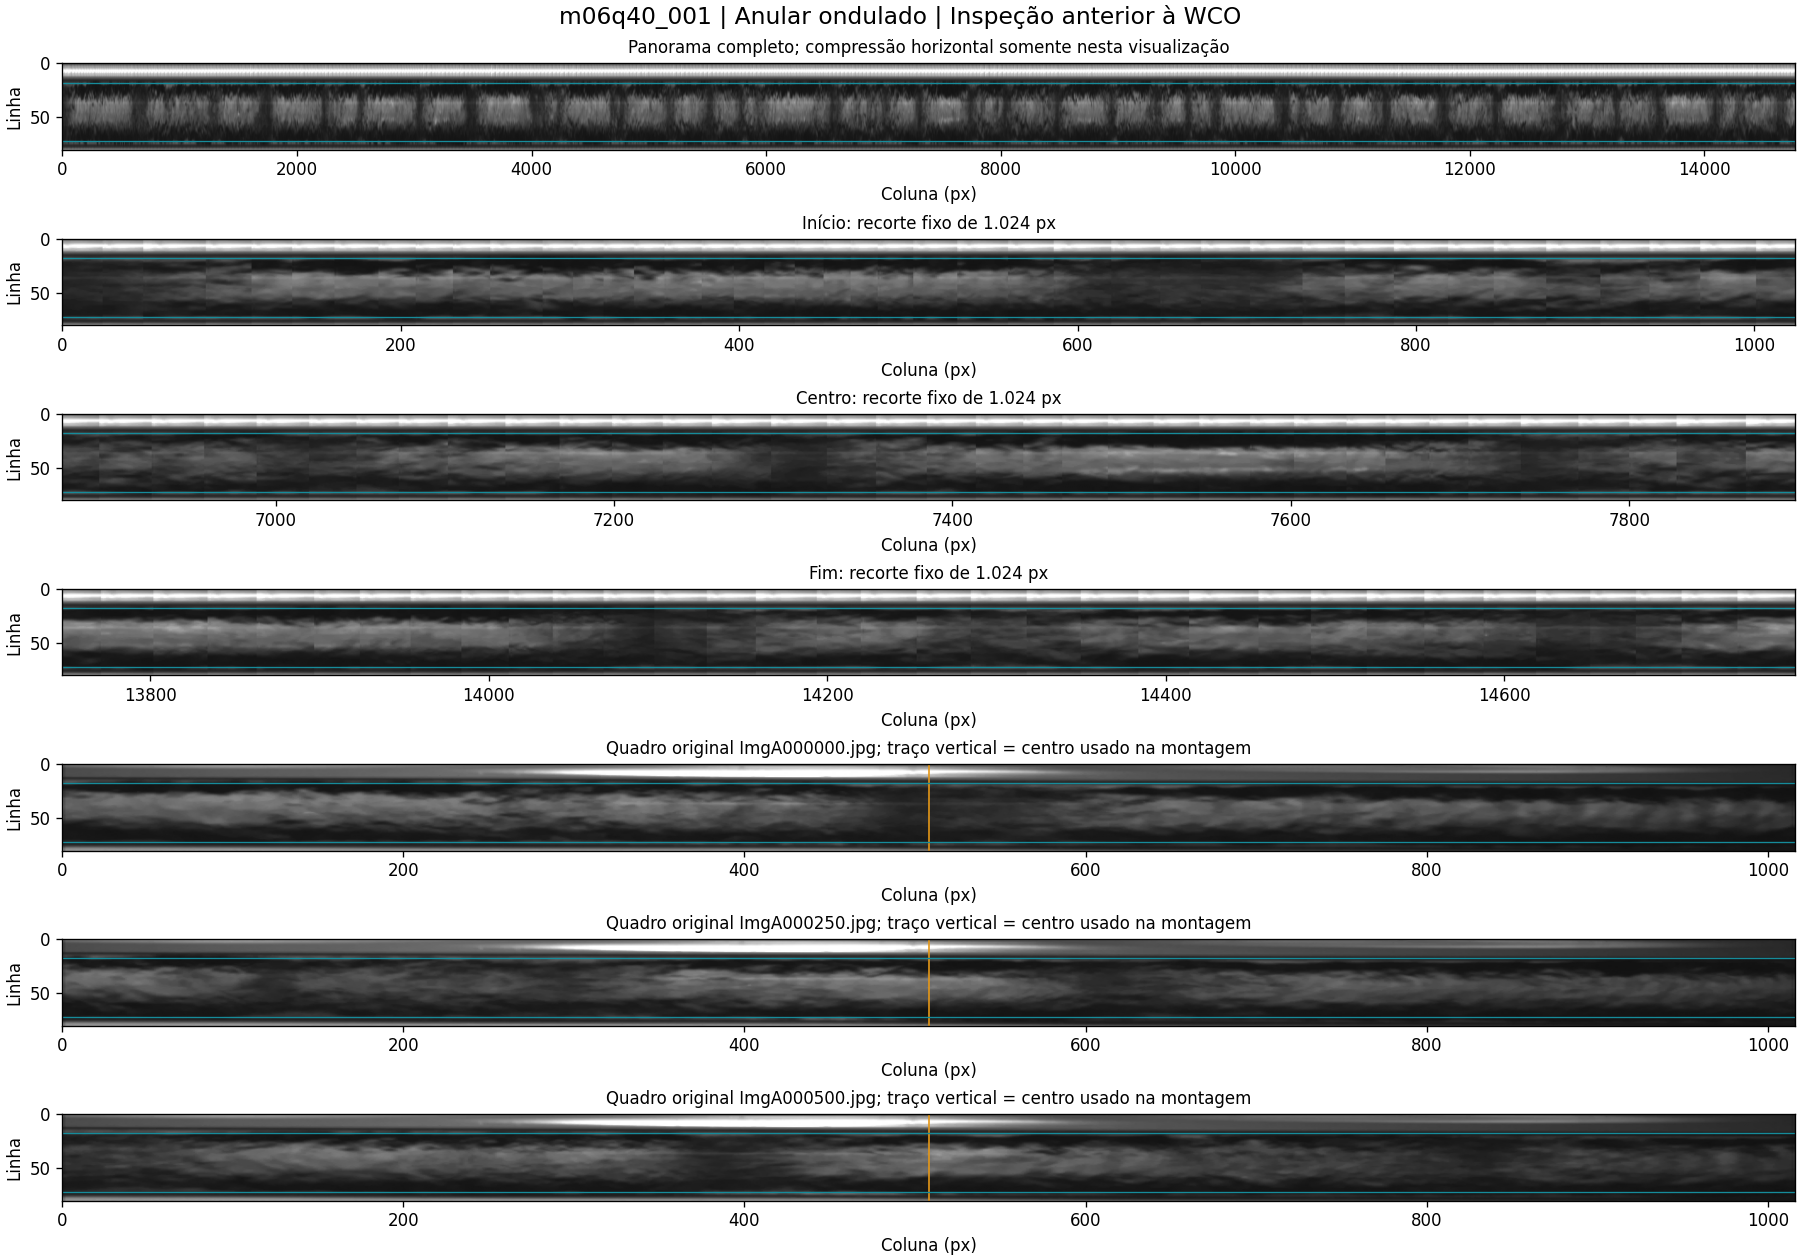 m06q40_001 | Anular ondulado | Inspeção anterior à WCO
Panorama completo; compressão horizontal somente nesta visualização
0
50
Linha
0 2000 4000 6000 8000 10000 12000 14000
Coluna (px)
Início: recorte fixo de 1.024 px
0
50
Linha
0 200 400 600 800 1000
Coluna (px)
Centro: recorte fixo de 1.024 px
0
50
Linha
7000 7200 7400 7600 7800
Coluna (px)
Fim: recorte fixo de 1.024 px
0
50
Linha
13800 14000 14200 14400 14600
Coluna (px)
Quadro original ImgA000000.jpg; traço vertical = centro usado na montagem
0
50
Linha
0 200 400 600 800 1000
Coluna (px)
Quadro original ImgA000250.jpg; traço vertical = centro usado na montagem
0
50
Linha
0 200 400 600 800 1000
Coluna (px)
Quadro original ImgA000500.jpg; traço vertical = centro usado na montagem
0
50
Linha
0 200 400 600 800 1000
Coluna (px)